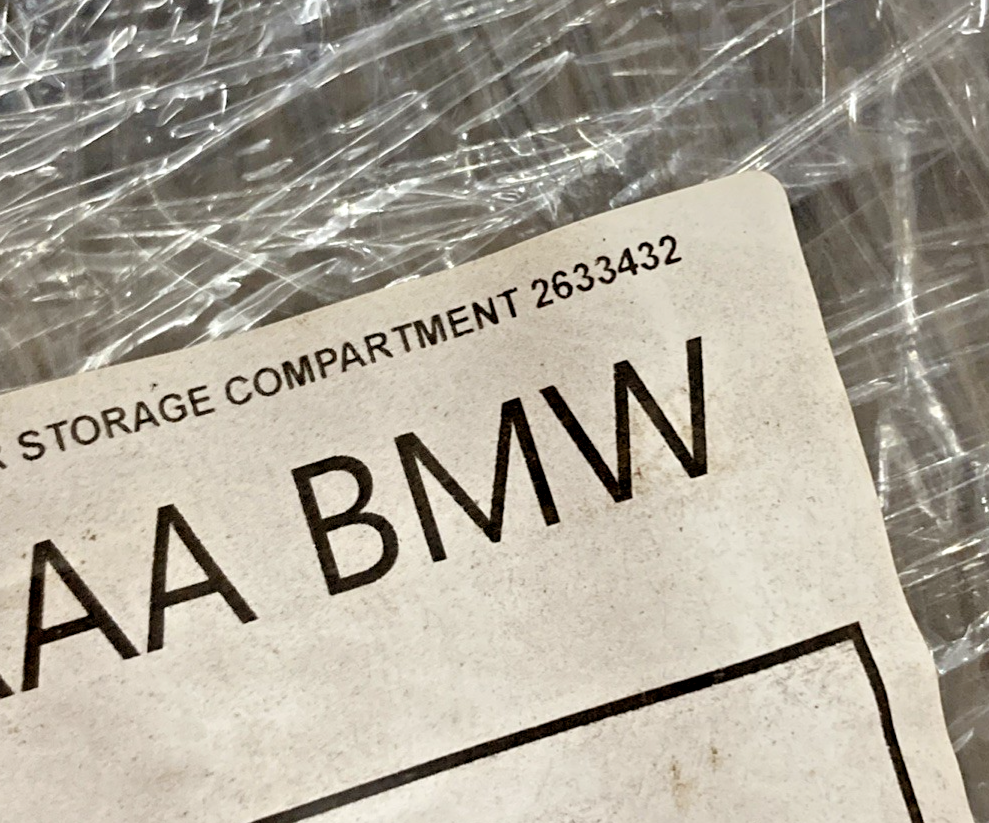 STORAGE COMPARTMENT 2633432
AA BMW